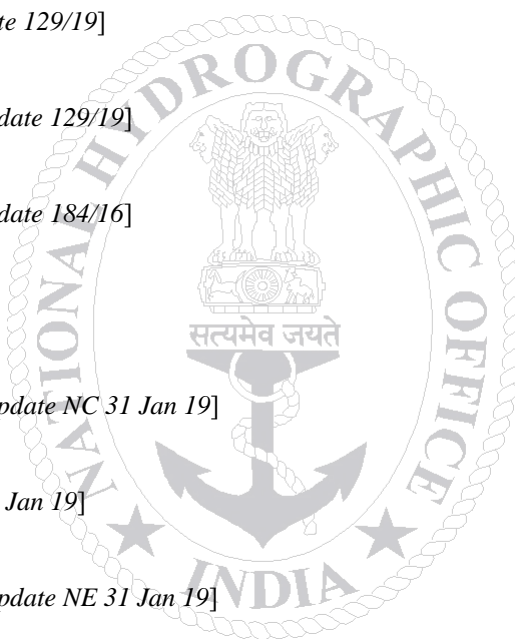 te 129/19]
date 129/19]
date 184/16]
pdate NC 31 Jan 19]
Jan 19]
pdate NE 31 Jan 19]
NATIONAL HYDROGRAPHIC OFFICE
सत्यमेव जयते
INDIA